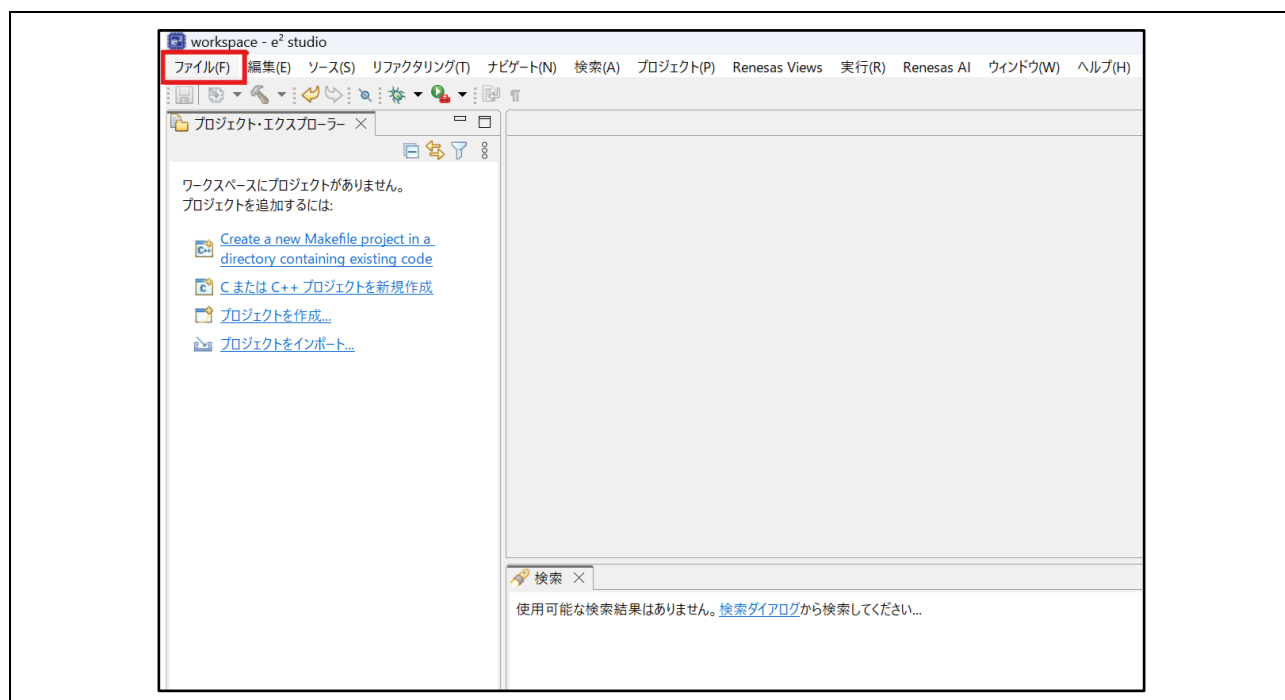 workspace - e² studio
ファイル(F) 編集(E) ソース(S) リファクタリング(T) ナビゲート(N) 検索(A) プロジェクト(P) Renesas Views 実行(R) Renesas AI ウィンドウ(W) ヘルプ(H)
プロジェクト・エクスプローラー
ワークスペースにプロジェクトがありません。
プロジェクトを追加するには:
Create a new Makefile project in a
directory containing existing code
C または C++ プロジェクトを新規作成
プロジェクトを作成...
プロジェクトをインポート...
検索
使用可能な検索結果はありません。検索ダイアログから検索してください...